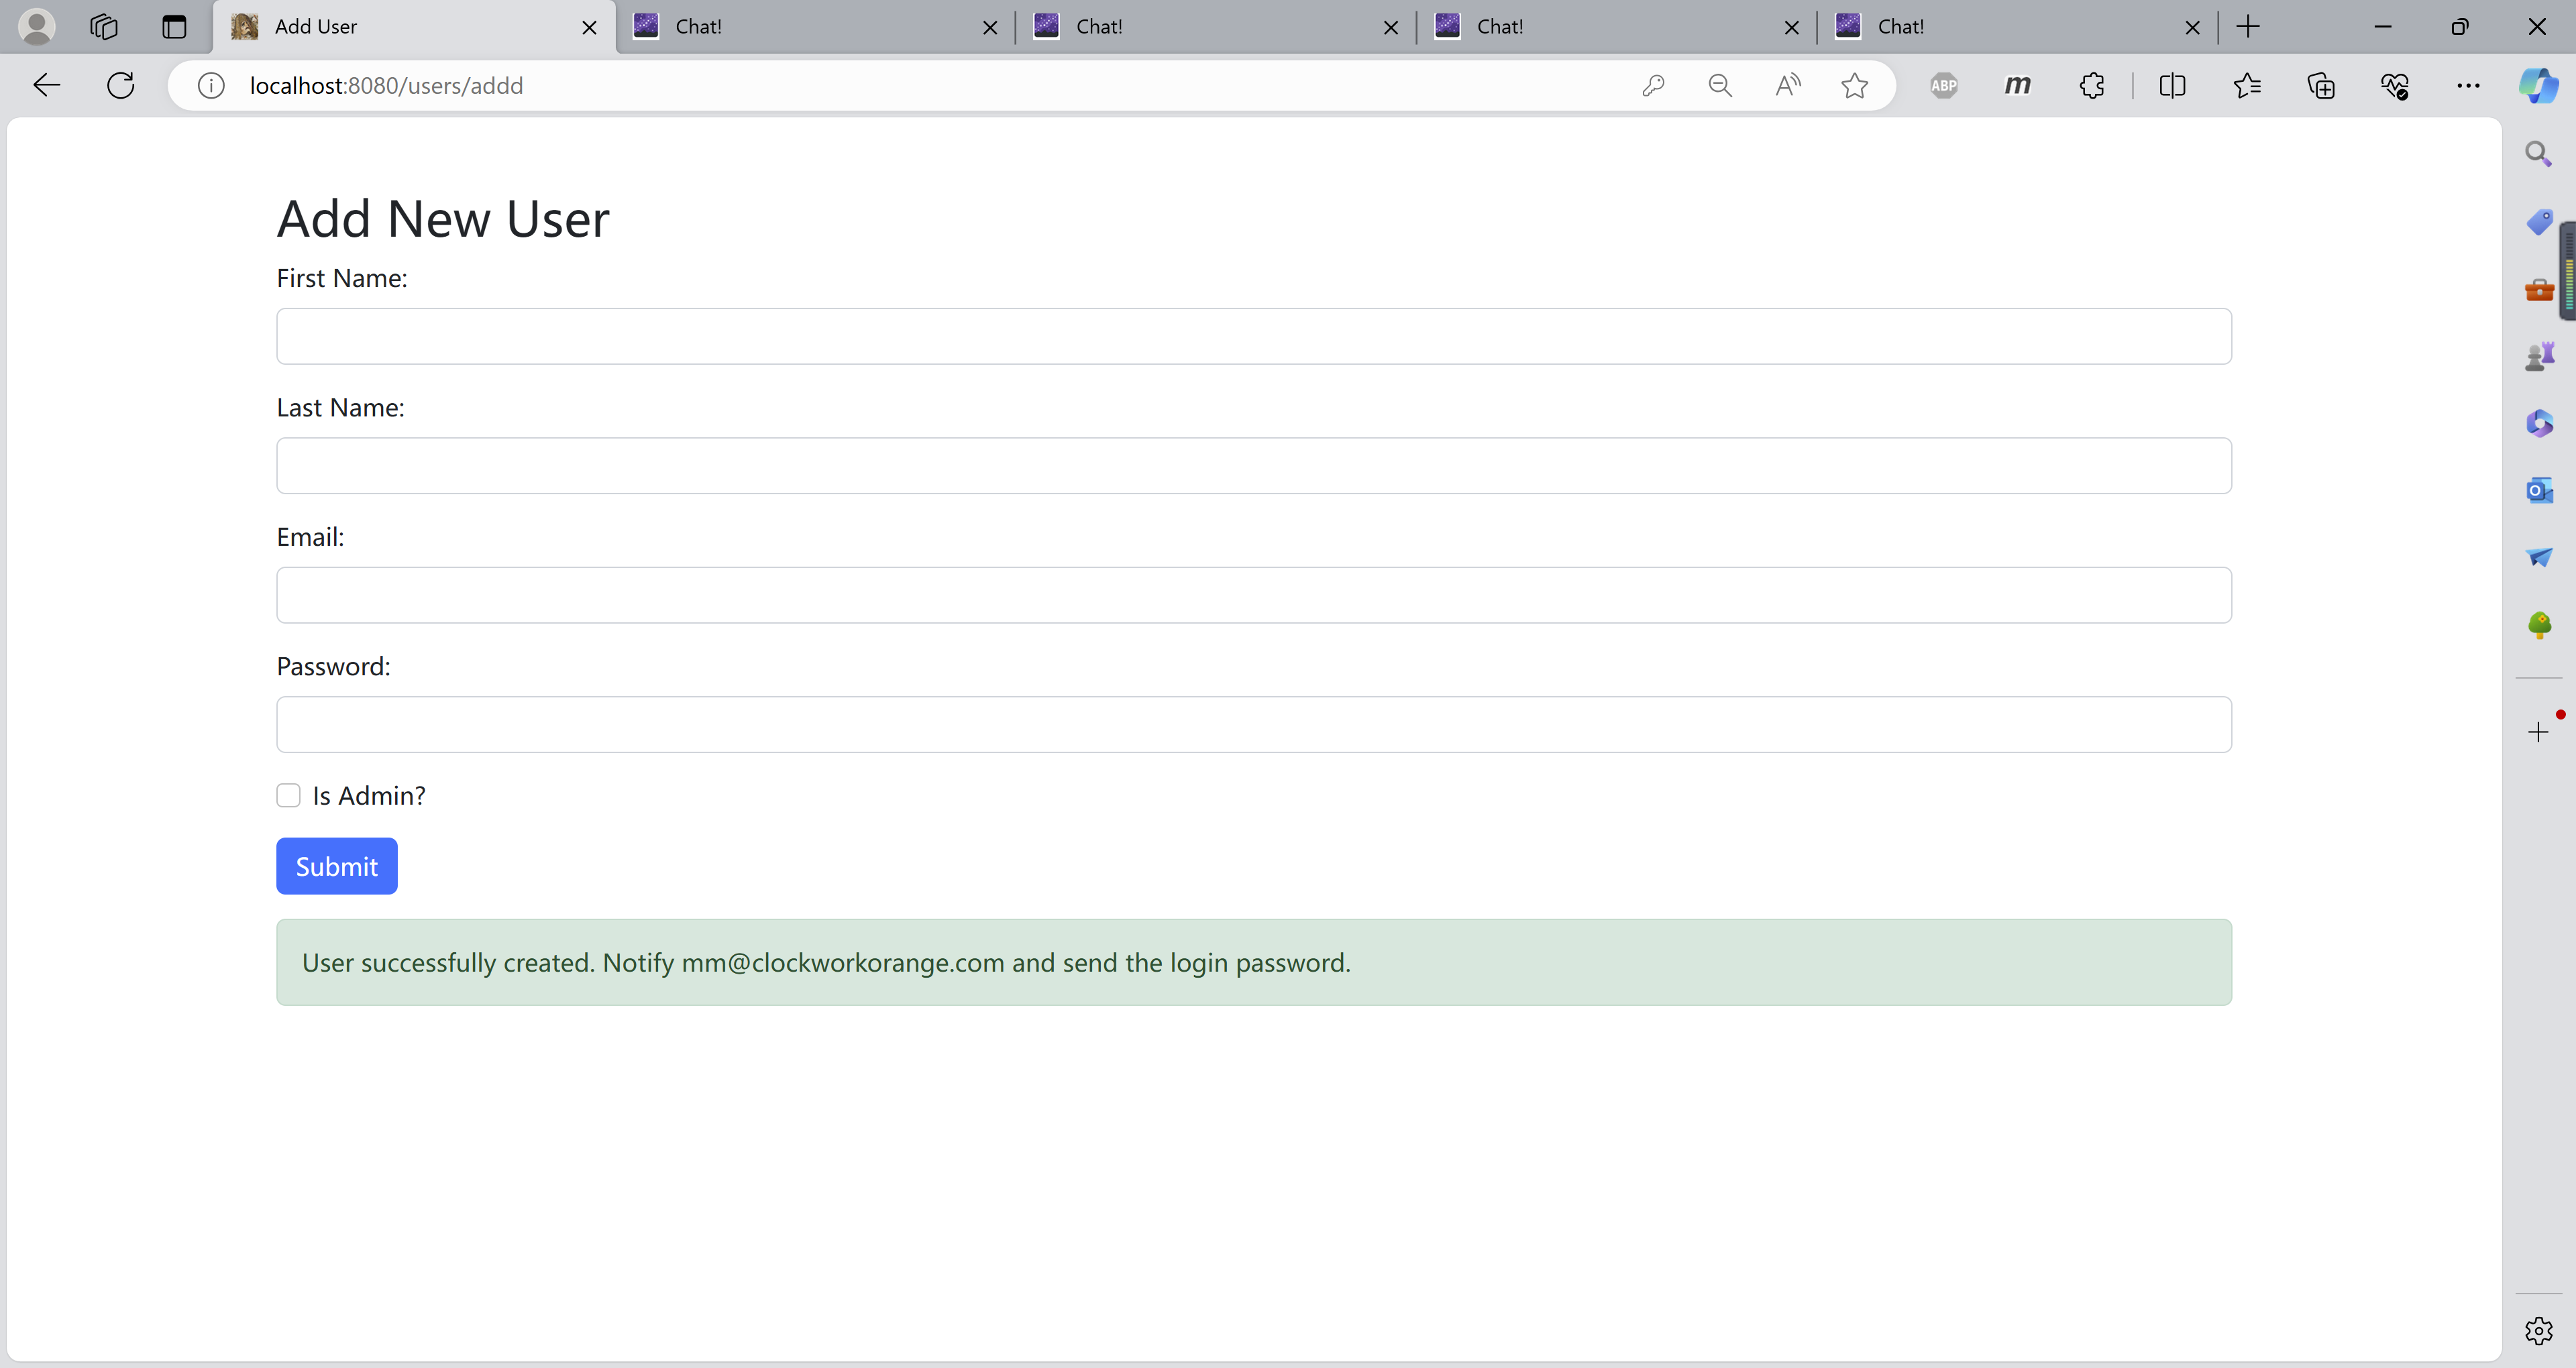 Add User
Chat!
Chat!
Chat!
Chat!
localhost:8080/users/addd
ABP
m
Add New User
First Name:
Last Name:
Email:
Password:
Is Admin?
Submit
User successfully created. Notify mm@clockworkorange.com and send the login password.